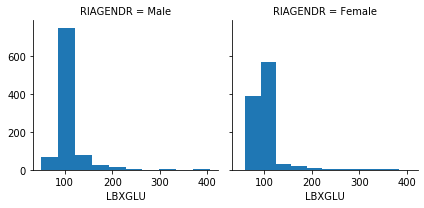 RIAGENDR = Male
RIAGENDR = Female
600
400
200
0
100 200 300 400
100 200 300 400
LBXGLU
LBXGLU